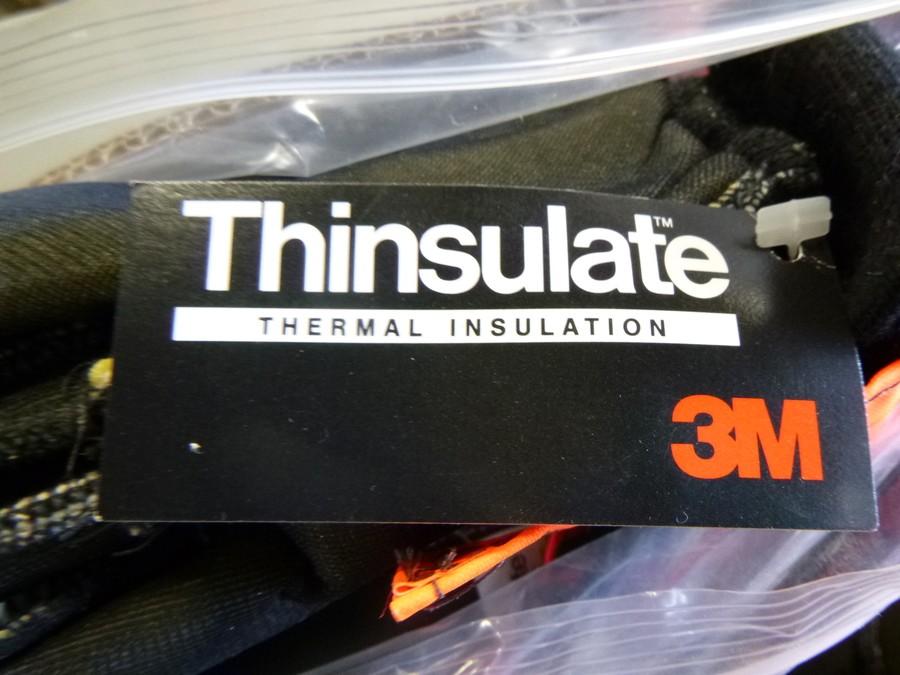 Thinsulate™
THERMAL INSULATION
3M